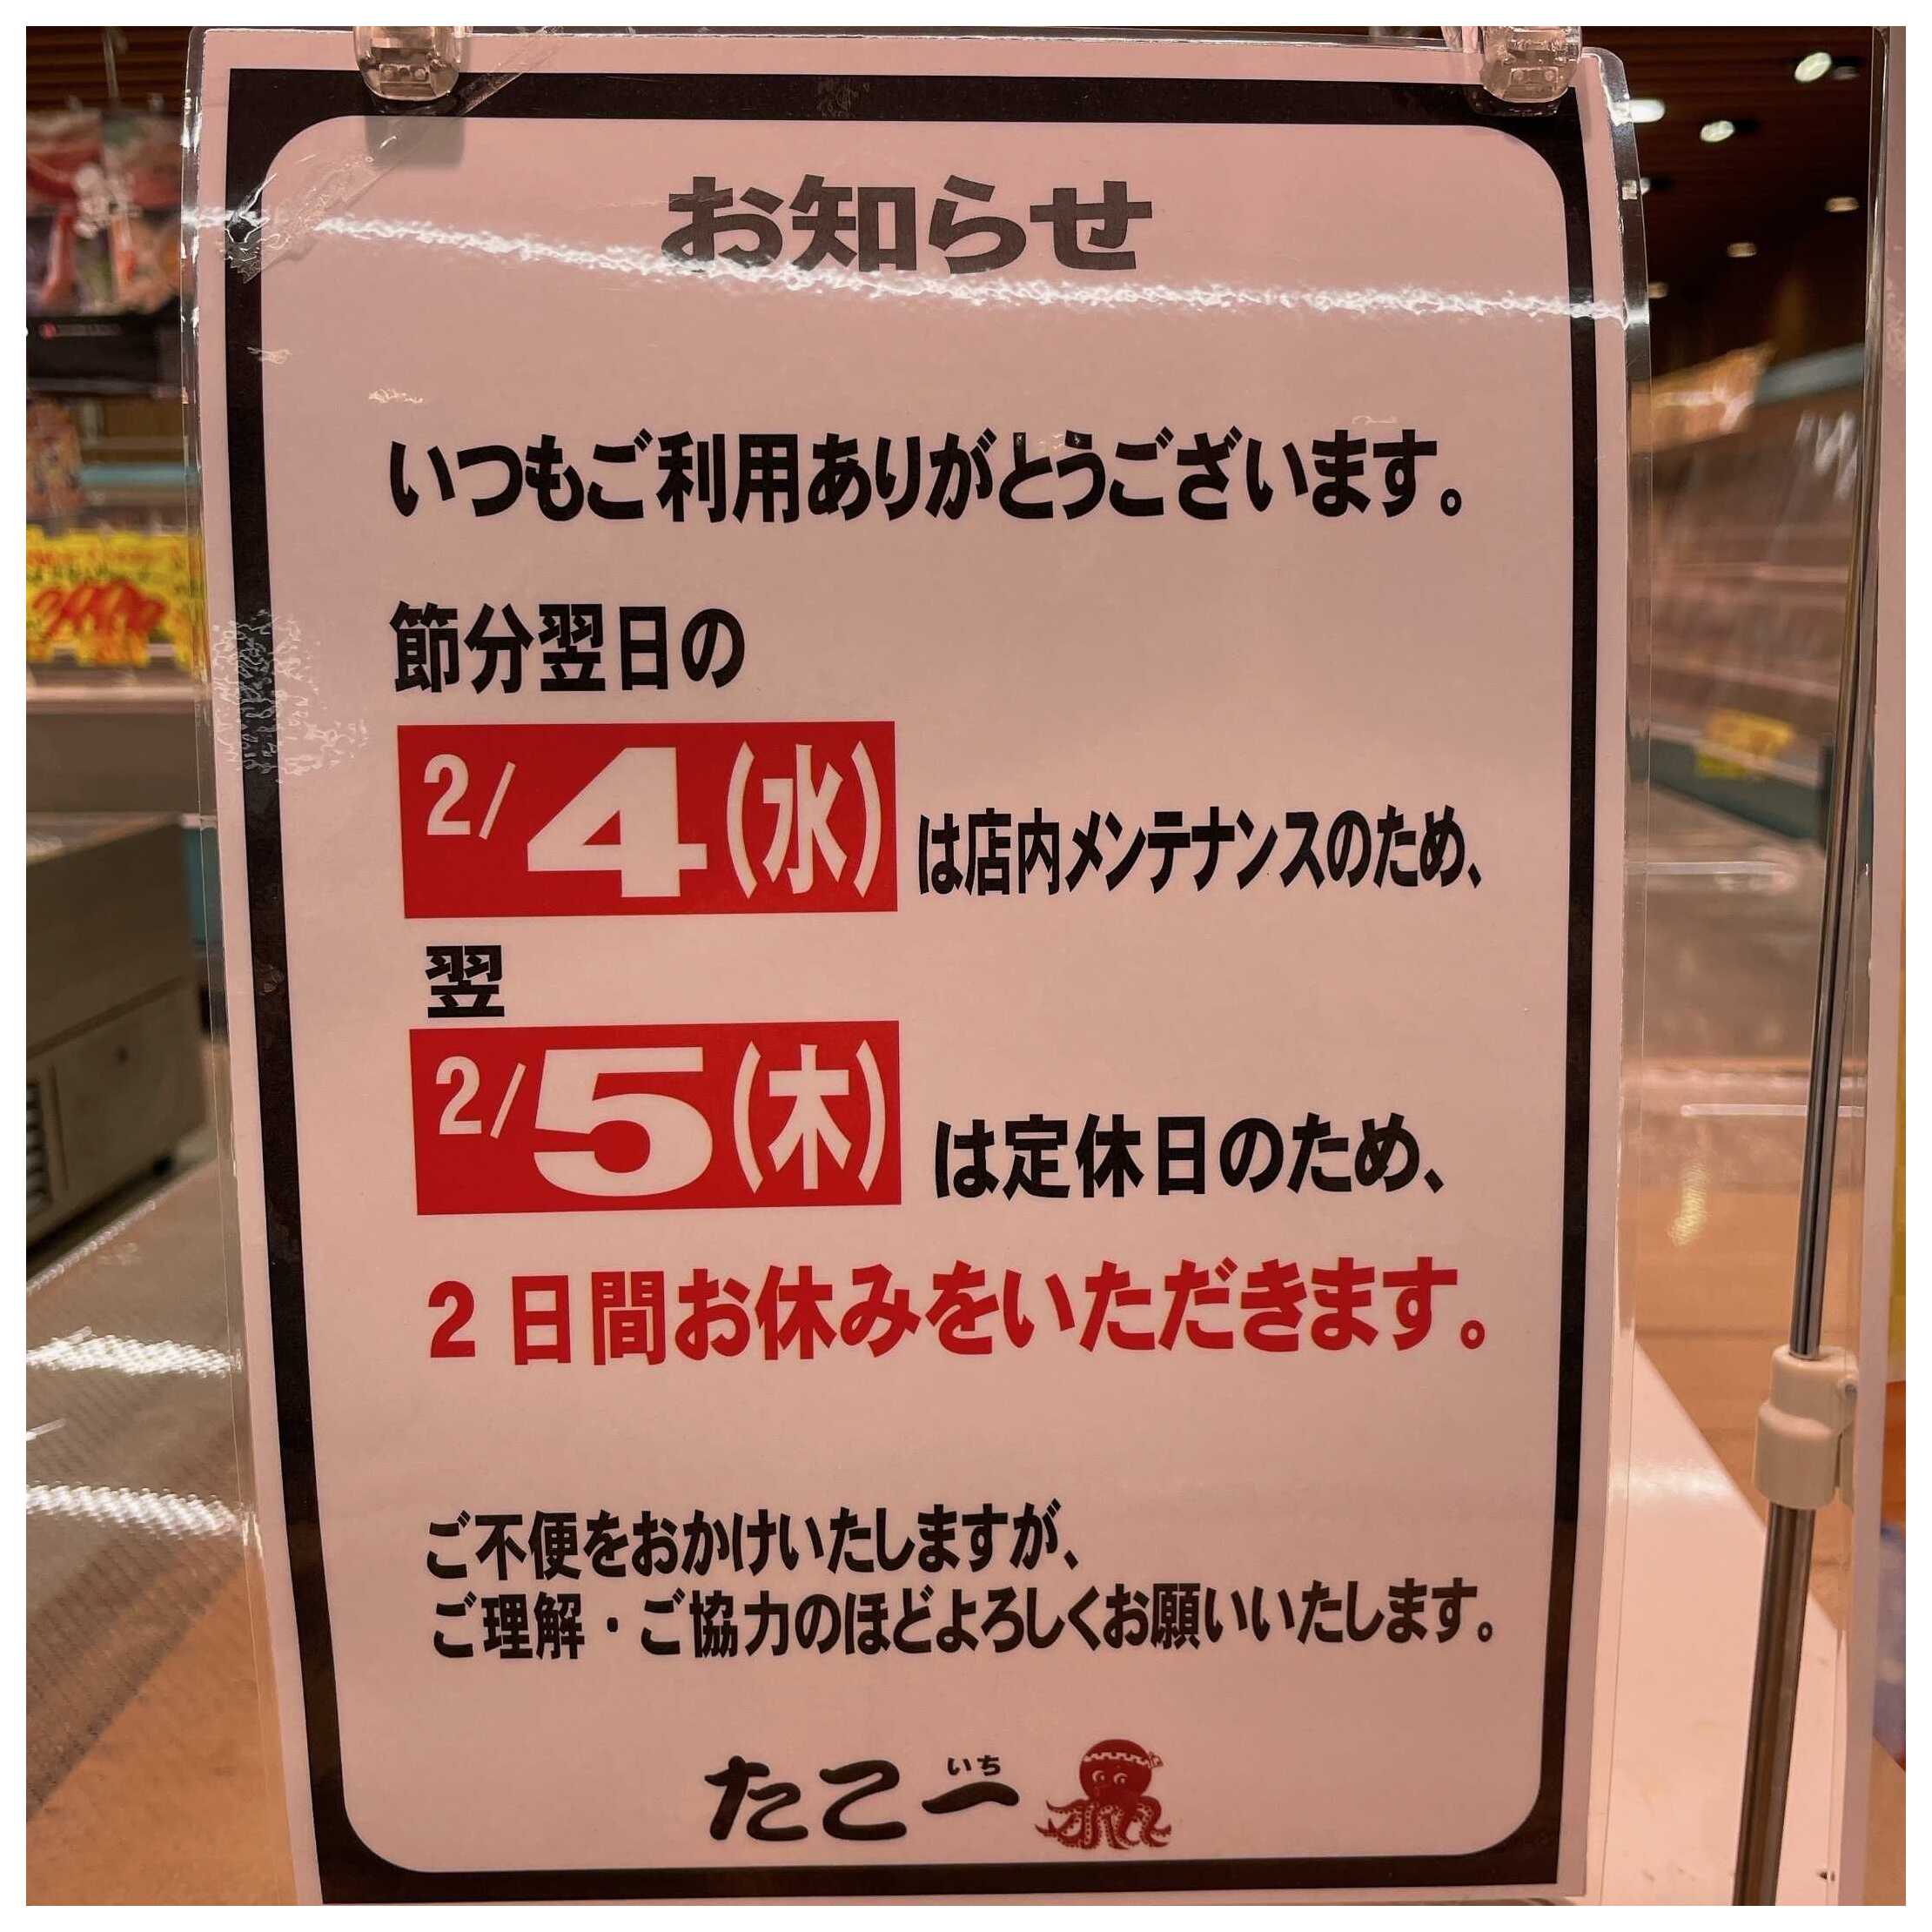 お知らせ
いつもご利用ありがとうございます。
節分翌日の
2/4(水)は店内メンテナンスのため、
翌
2/5(木)は定休日のため、
2日間お休みをいただきます。
ご不便をおかけいたしますが、
ご理解・ご協力のほどよろしくお願いいたします。
いち
たこ一